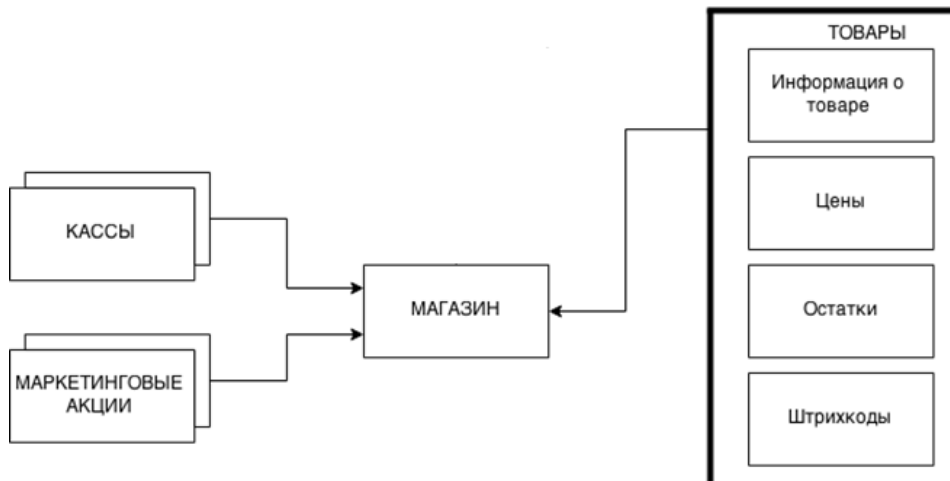 ТОВАРЫ
Информация о
товаре
Цены
КАССЫ
МАГАЗИН
Остатки
МАРКЕТИНГОВЫЕ
АКЦИИ
Штрихкоды